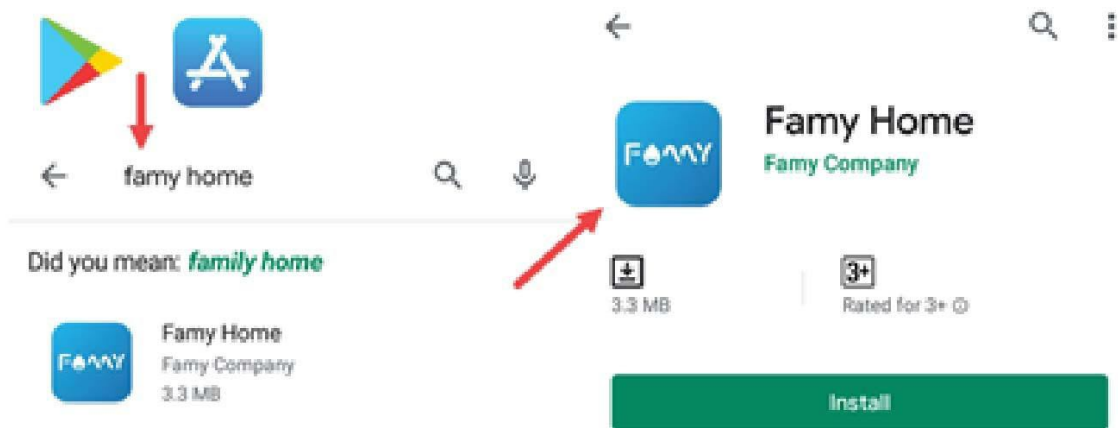 famy home
Did you mean: family home
FAMY
Famy Home
Famy Company
3.3 MB
FAMY
Famy Home
Famy Company
3.3 MB
3+
Rated for 3+
Install